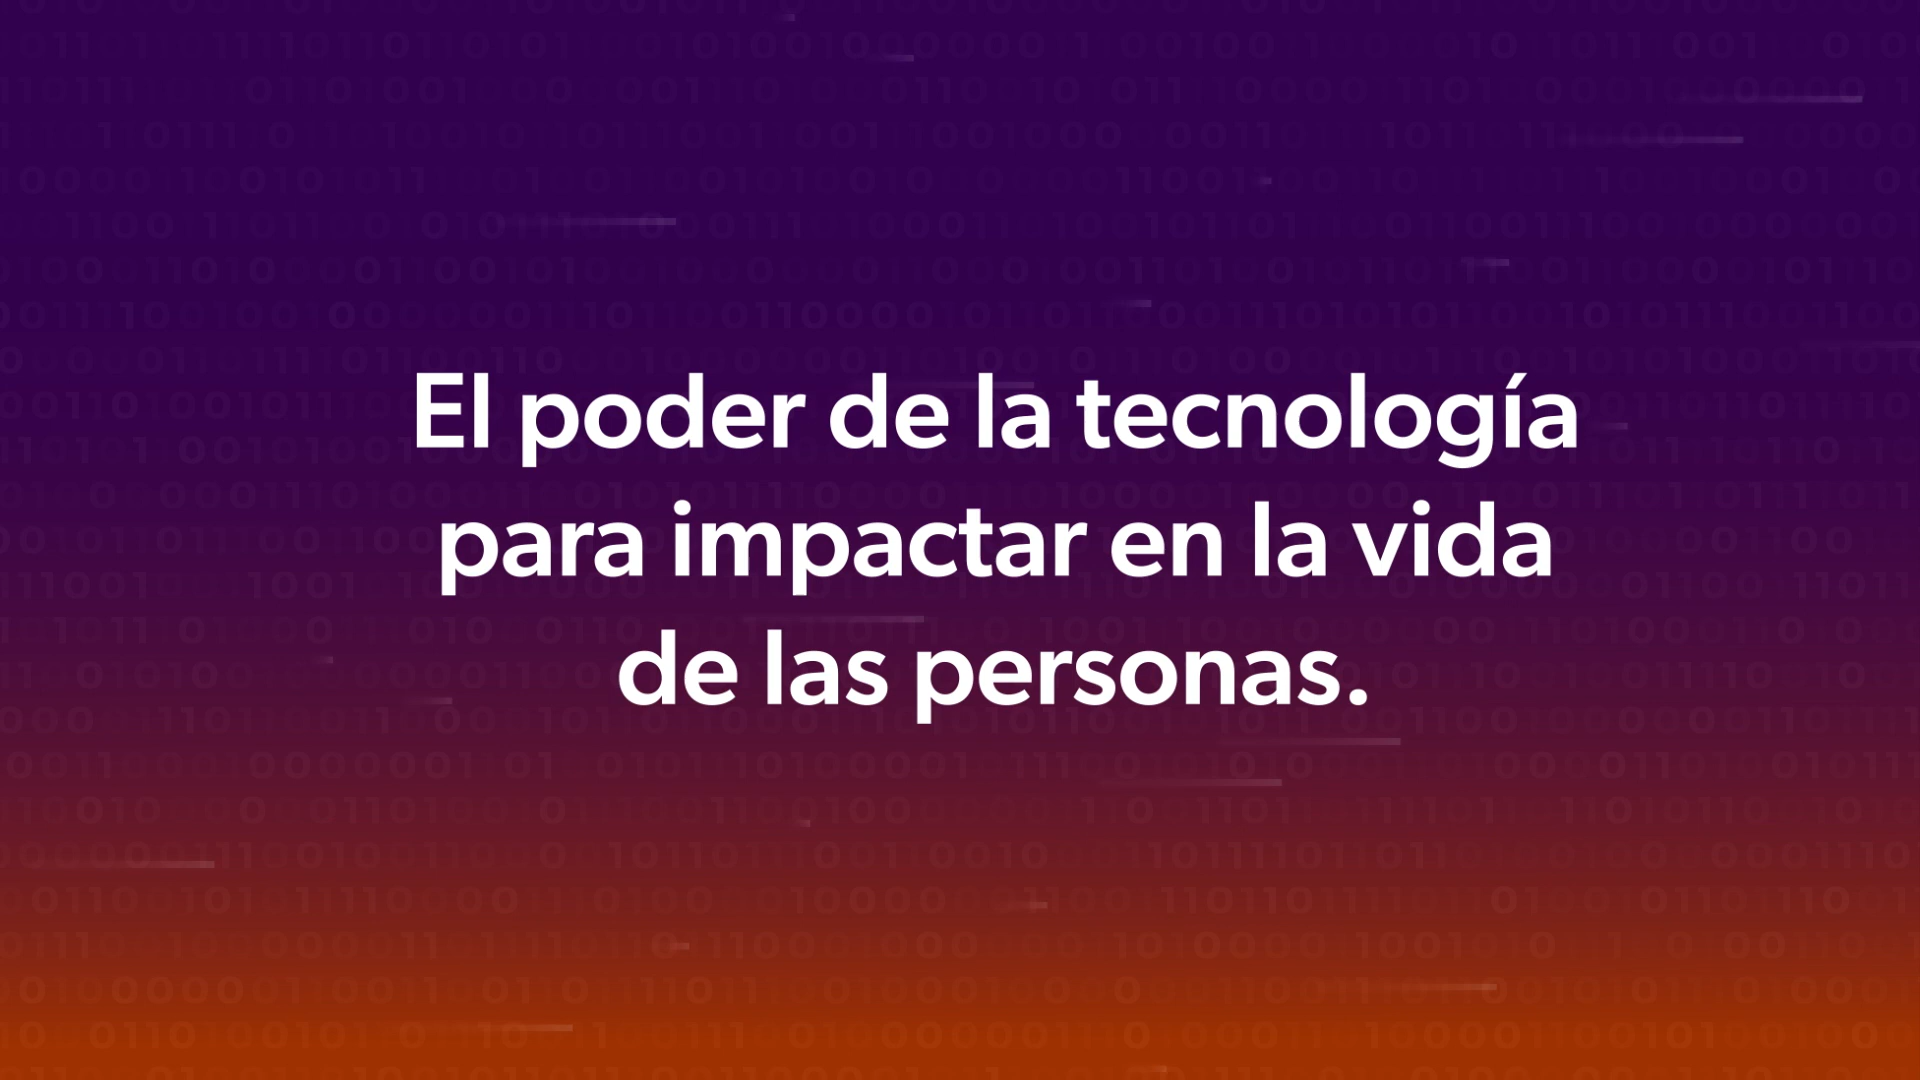 El poder de la tecnología
para impactar en la vida
de las personas.